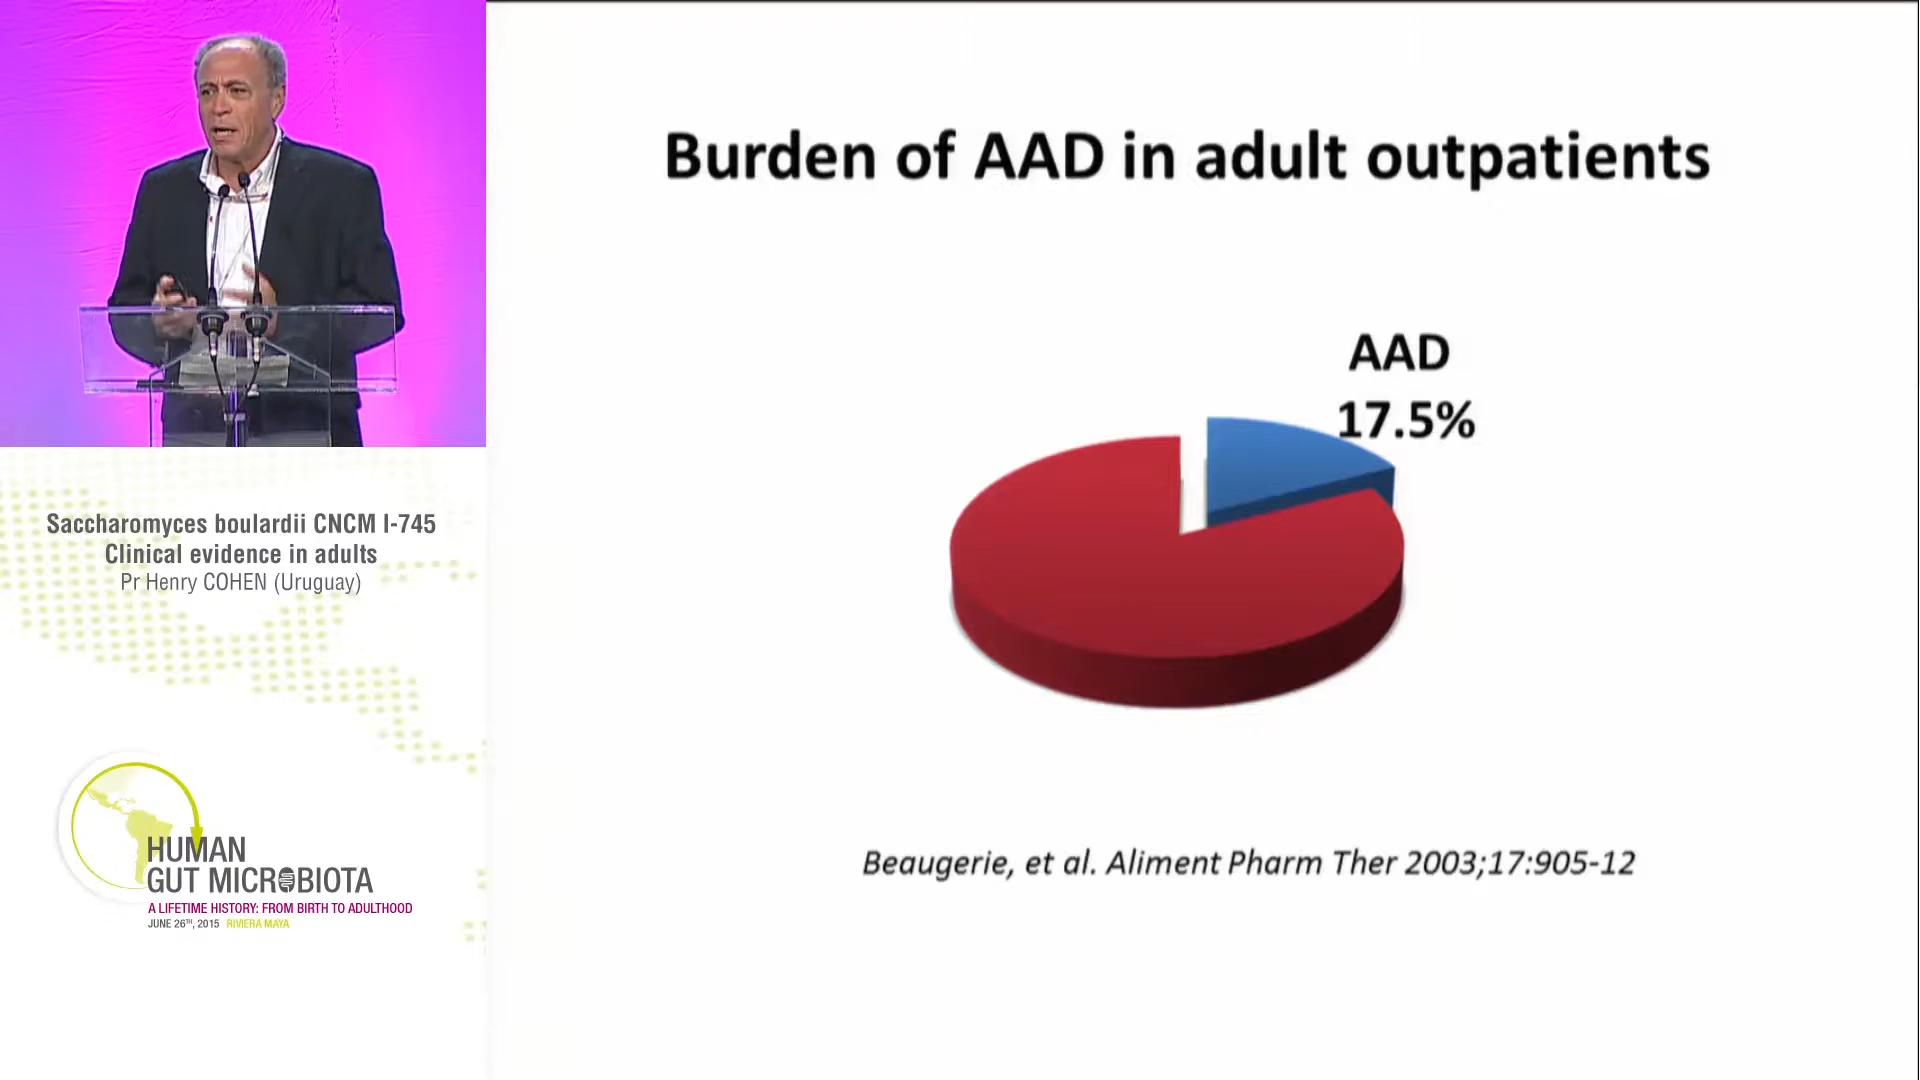 Burden of AAD in adult outpatients
AAD
17.5%
Beaugerie, et al. Aliment Pharm Ther 2003;17:905-12
Saccharomyces boulardii CNCM I-745
Clinical evidence in adults
Pr Henry COHEN (Uruguay)
HUMAN
GUT MICROBIOTA
A LIFETIME HISTORY: FROM BIRTH TO ADULTHOOD
JUNE 26TH, 2015 RIVIERA MAYA